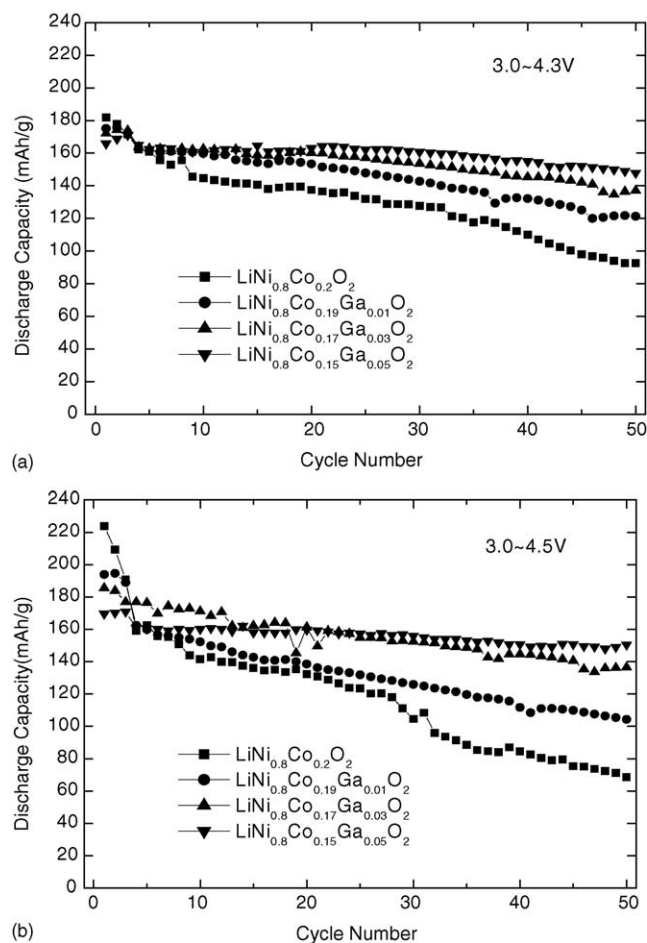 240
220
200
180
160
140
120
100
80
60
40
20
0
Discharge Capacity (mAh/g)
3.0~4.3V
LiNi0.8Co0.2O2
LiNi0.8Co0.19Ga0.01O2
LiNi0.8Co0.17Ga0.03O2
LiNi0.8Co0.15Ga0.05O2
0 10 20 30 40 50
(a)
Cycle Number
240
220
200
180
160
140
120
100
80
60
40
20
0
Discharge Capacity(mAh/g)
3.0~4.5V
LiNi0.8Co0.2O2
LiNi0.8Co0.19Ga0.01O2
LiNi0.8Co0.17Ga0.03O2
LiNi0.8Co0.15Ga0.05O2
0 10 20 30 40 50
(b)
Cycle Number